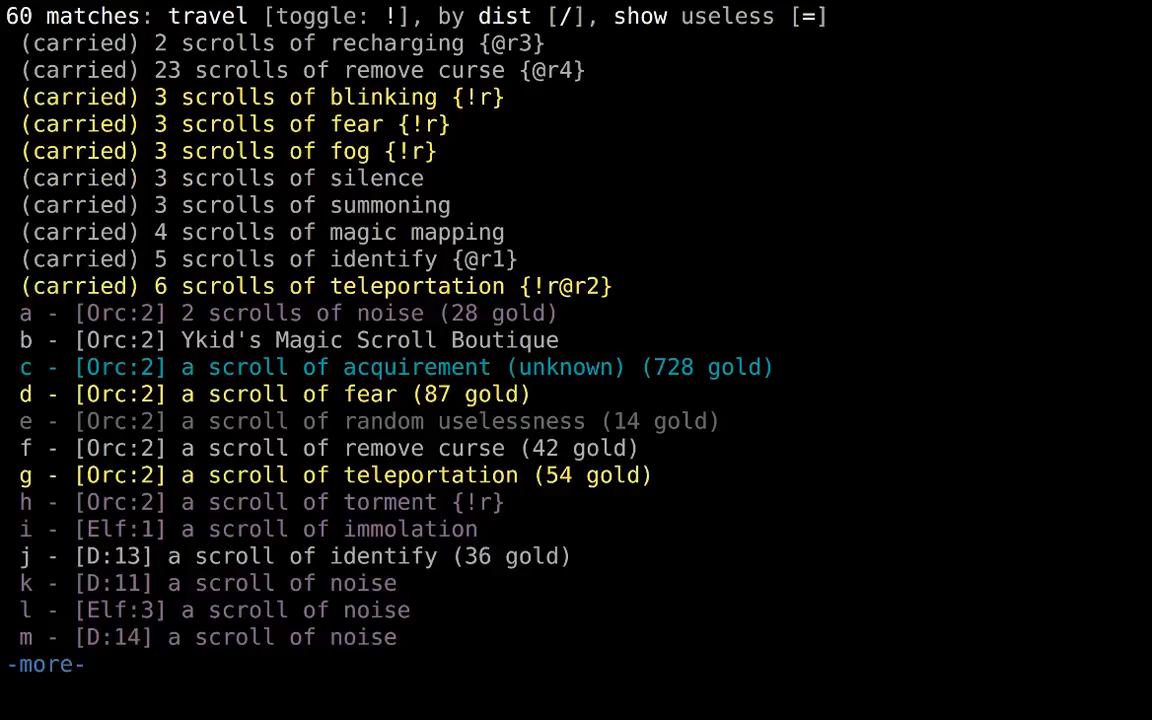 60 matches: travel [toggle: !], by dist [/], show useless [=]
(carried) 2 scrolls of recharging {@r3}
(carried) 23 scrolls of remove curse {@r4}
(carried) 3 scrolls of blinking {!r}
(carried) 3 scrolls of fear {!r}
(carried) 3 scrolls of fog {!r}
(carried) 3 scrolls of silence
(carried) 3 scrolls of summoning
(carried) 4 scrolls of magic mapping
(carried) 5 scrolls of identify {@r1}
(carried) 6 scrolls of teleportation {!r@r2}
a - [Orc:2] 2 scrolls of noise (28 gold)
b - [Orc:2] Ykid's Magic Scroll Boutique
c - [Orc:2] a scroll of acquirement (unknown) (728 gold)
d - [Orc:2] a scroll of fear (87 gold)
e - [Orc:2] a scroll of random uselessness (14 gold)
f - [Orc:2] a scroll of remove curse (42 gold)
g - [Orc:2] a scroll of teleportation (54 gold)
h - [Orc:2] a scroll of torment {!r}
i - [Elf:1] a scroll of immolation
j - [D:13] a scroll of identify (36 gold)
k - [D:11] a scroll of noise
l - [Elf:3] a scroll of noise
m - [D:14] a scroll of noise
-more-